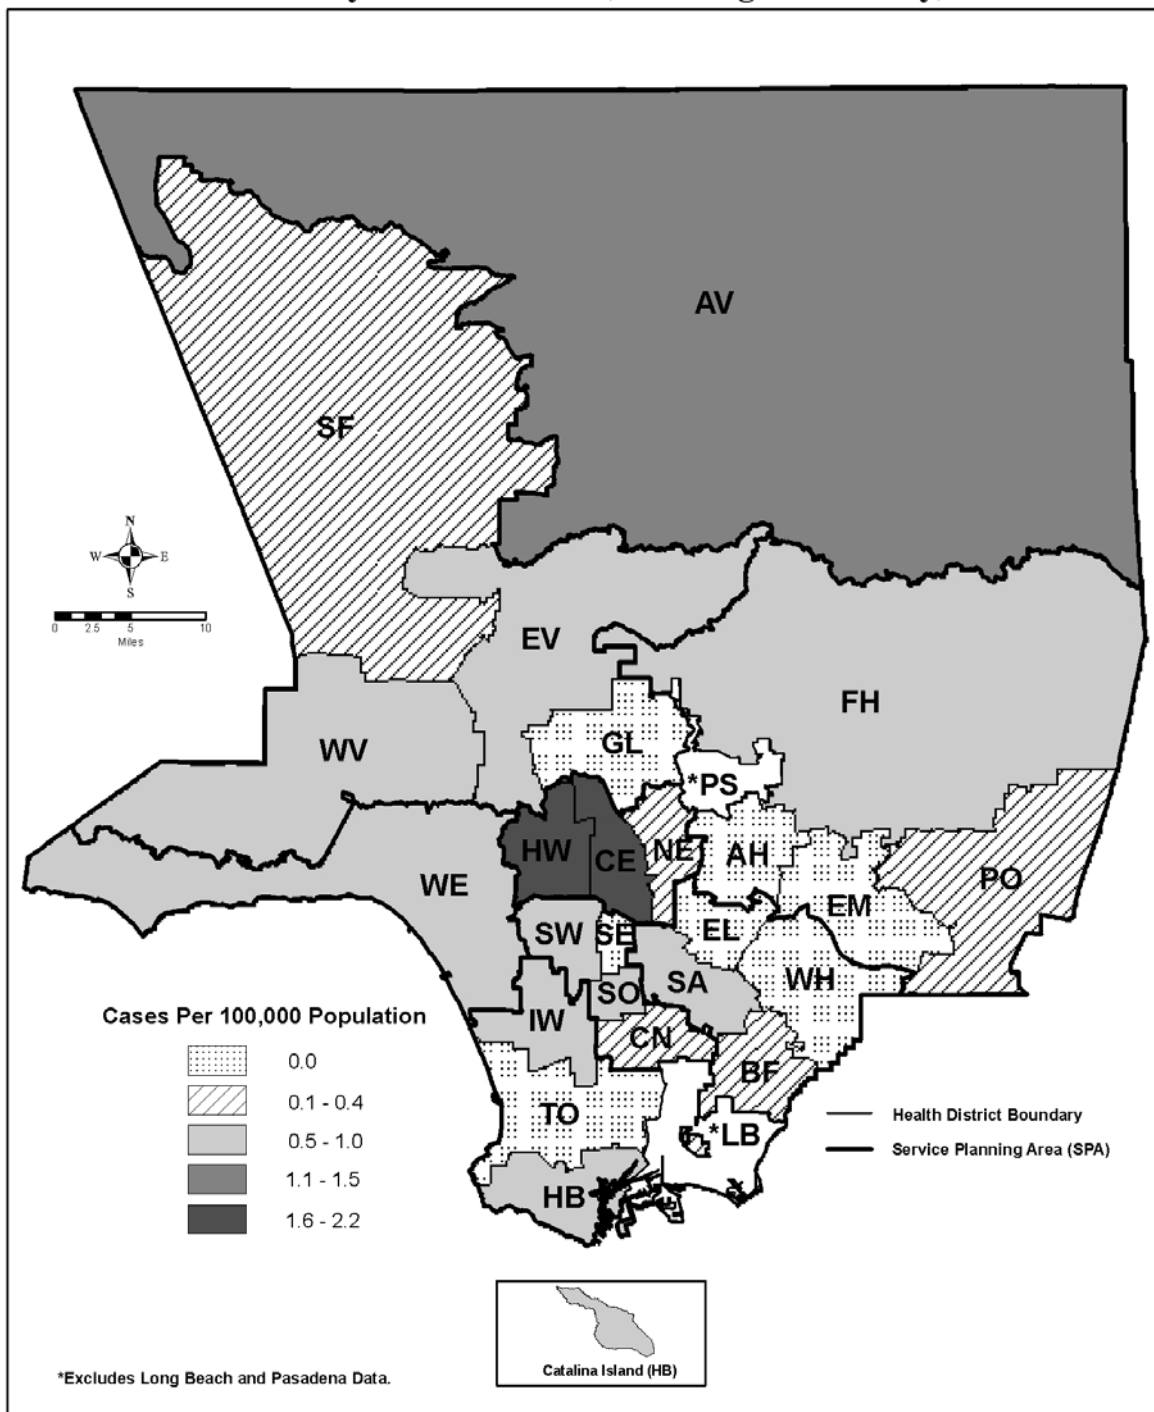 AV
SF
N
W E
S
0 2.5 5 10
Miles
EV
FH
WV
GL
*PS
HW
CE
NE
AH
PO
WE
EM
SW
SE
EL
WH
SA
SO
IW
CN
BF
TO
*LB
HB
Cases Per 100,000 Population
0.0
0.1 - 0.4
0.5 - 1.0
1.1 - 1.5
1.6 - 2.2
Health District Boundary
Service Planning Area (SPA)
Catalina Island (HB)
*Excludes Long Beach and Pasadena Data.